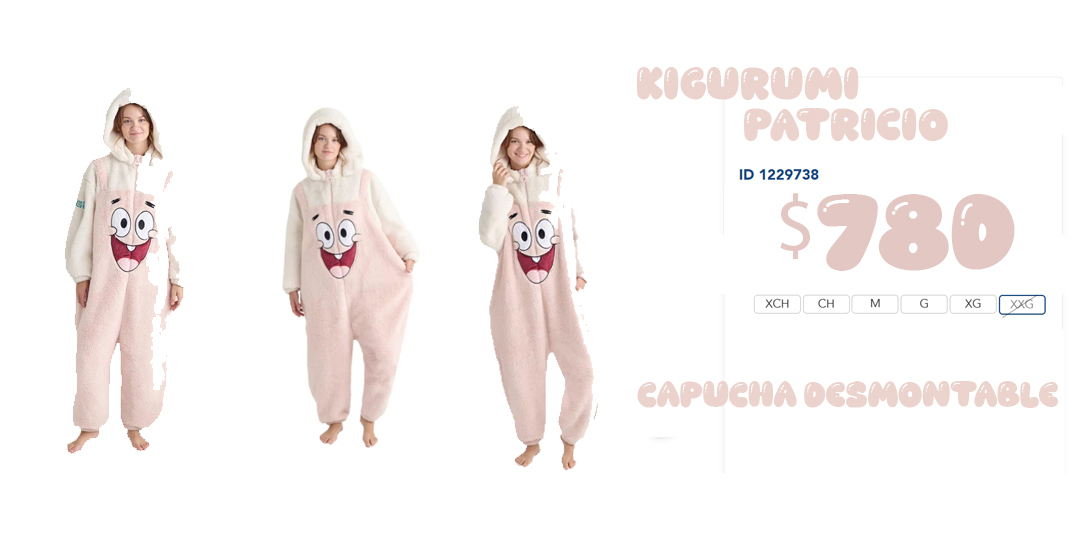 KIGURUMI
PATRICIO
ID 1229738
$780
XCH CH M G XG XXG
CAPUCHA DESMONTABLE